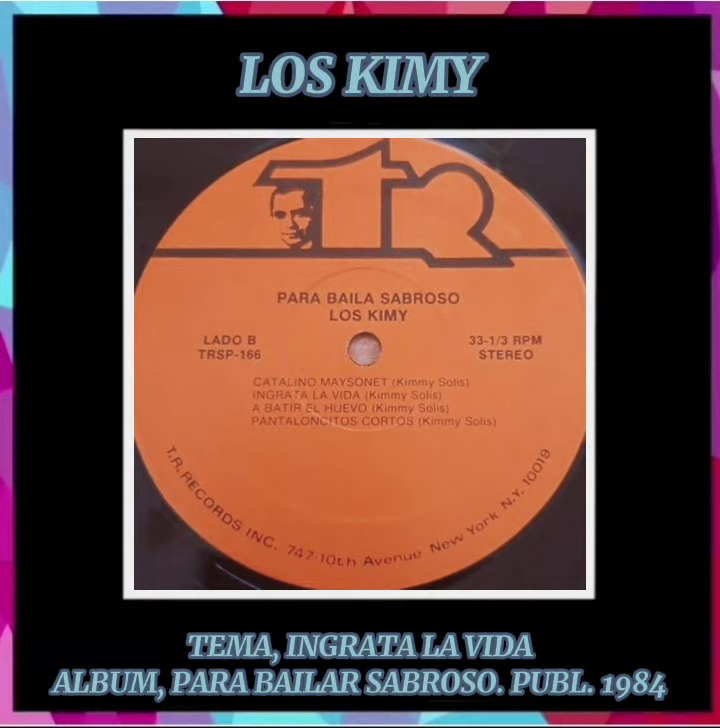 LOS KIMY
TR
PARA BAILA SABROSO
LOS KIMY
LADO B
TRSP-166
33-1/3 RPM
STEREO
CATALINO MAYSONET (Kimmy Solis)
INGRATA LA VIDA (Kimmy Solis)
A BATIR EL HUEVO (Kimmy Solis)
PANTALONCITOS CORTOS (Kimmy Solis)
T.R. RECORDS INC. 747-10th Avenue New York N.Y. 10019
TEMA, INGRATA LA VIDA
ALBUM, PARA BAILAR SABROSO. PUBL. 1984